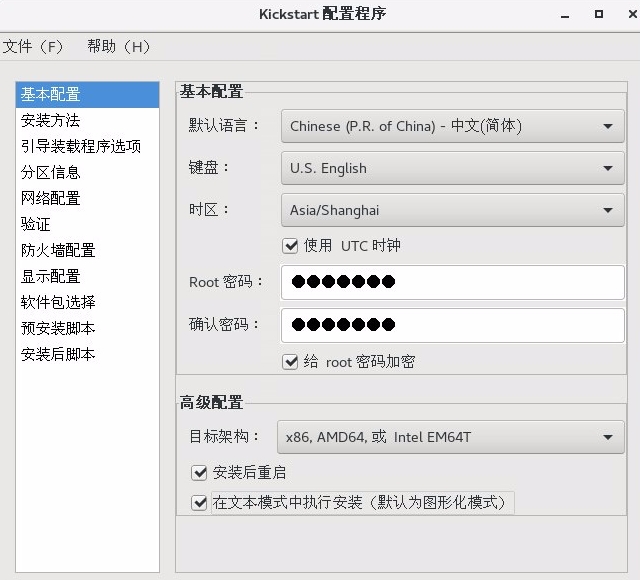 Kickstart 配置程序
文件（F） 帮助（H）
基本配置
安装方法
引导装载程序选项
分区信息
网络配置
验证
防火墙配置
显示配置
软件包选择
预安装脚本
安装后脚本
基本配置
默认语言： Chinese (P.R. of China) - 中文(简体)
键盘： U.S. English
时区： Asia/Shanghai
使用 UTC 时钟
Root 密码： ●●●●●●●
确认密码： ●●●●●●●
给 root 密码加密
高级配置
目标架构： x86, AMD64, 或 Intel EM64T
安装后重启
在文本模式中执行安装（默认为图形化模式）